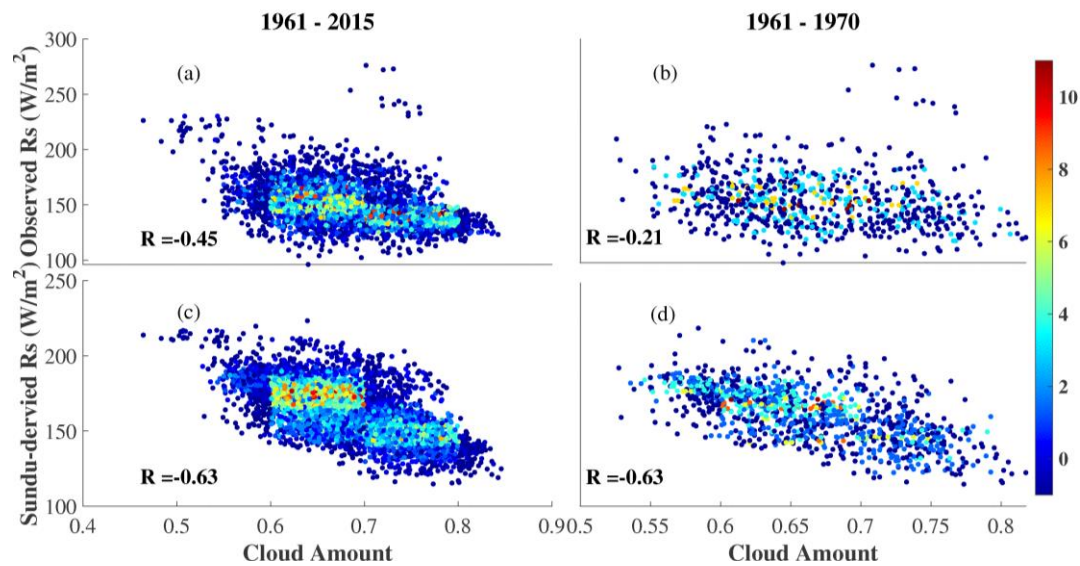 1961 - 2015
1961 - 1970
300
250
200
150
100
Observed Rs (W/m²)
(a)
R =-0.45
(b)
R =-0.21
10
8
6
4
2
0
250
200
150
100
Sundu-dervied Rs (W/m²)
(c)
R =-0.63
(d)
R =-0.63
0.4 0.5 0.6 0.7 0.8 0.9
0.5 0.55 0.6 0.65 0.7 0.75 0.8
Cloud Amount
Cloud Amount